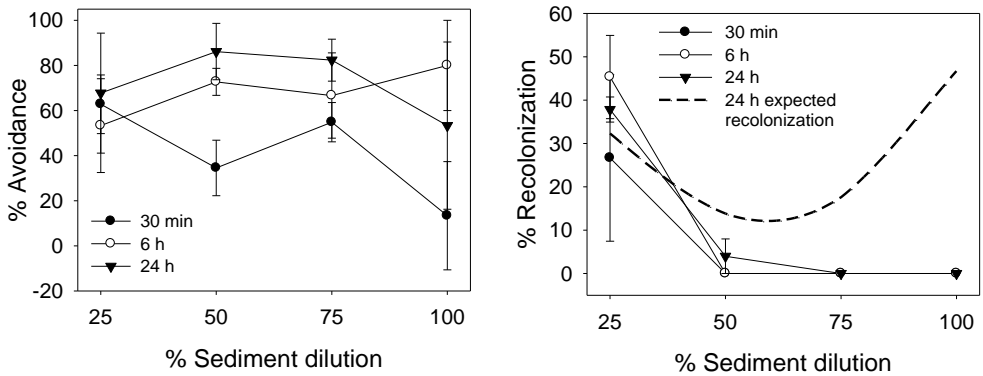 100
80
60
40
20
0
-20
% Avoidance
30 min
6 h
24 h
25 50 75 100
% Sediment dilution
60
50
40
30
20
10
0
% Recolonization
30 min
6 h
24 h
24 h expected
recolonization
25 50 75 100
% Sediment dilution